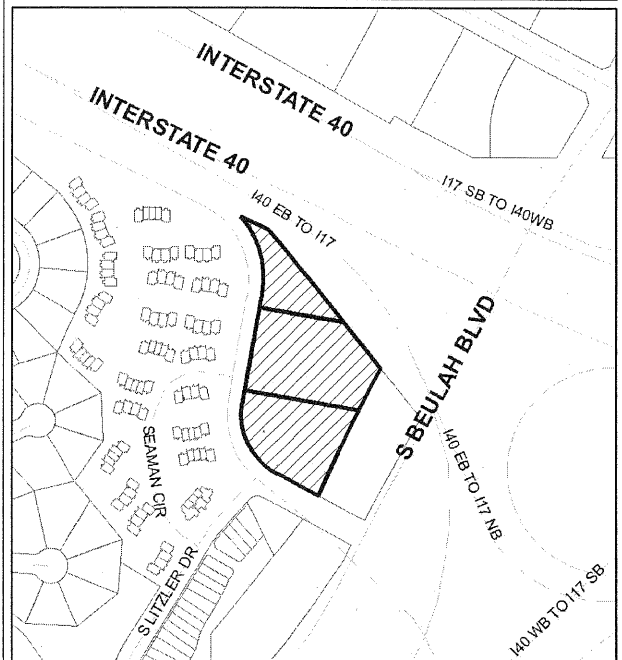 INTERSTATE 40
INTERSTATE 40
I17 SB TO I40WB
I40 EB TO I17
S BEULAH BLVD
I40 EB TO I17 NB
SEAMAN CIR
S LITZLER DR
I40 WB TO I17 SB